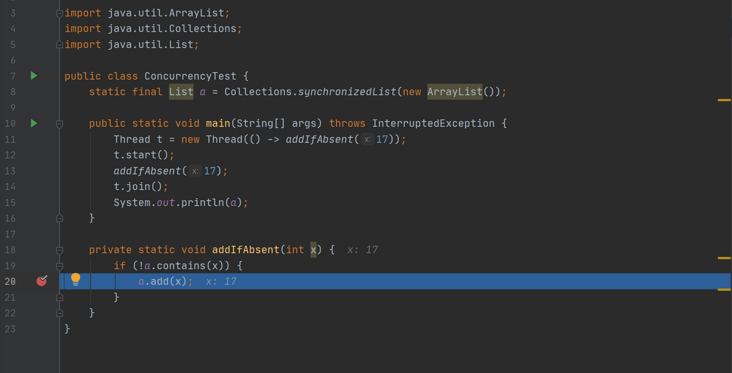 3 import java.util.ArrayList;
4 import java.util.Collections;
5 import java.util.List;
6
7 public class ConcurrencyTest {
8 static final List a = Collections.synchronizedList(new ArrayList());
9
10 public static void main(String[] args) throws InterruptedException {
11 Thread t = new Thread(() -> addIfAbsent( x: 17));
12 t.start();
13 addIfAbsent( x: 17);
14 t.join();
15 System.out.println(a);
16 }
17
18 private static void addIfAbsent(int x) { x: 17
19 if (!a.contains(x)) {
20 a.add(x); x: 17
21 }
22 }
23 }